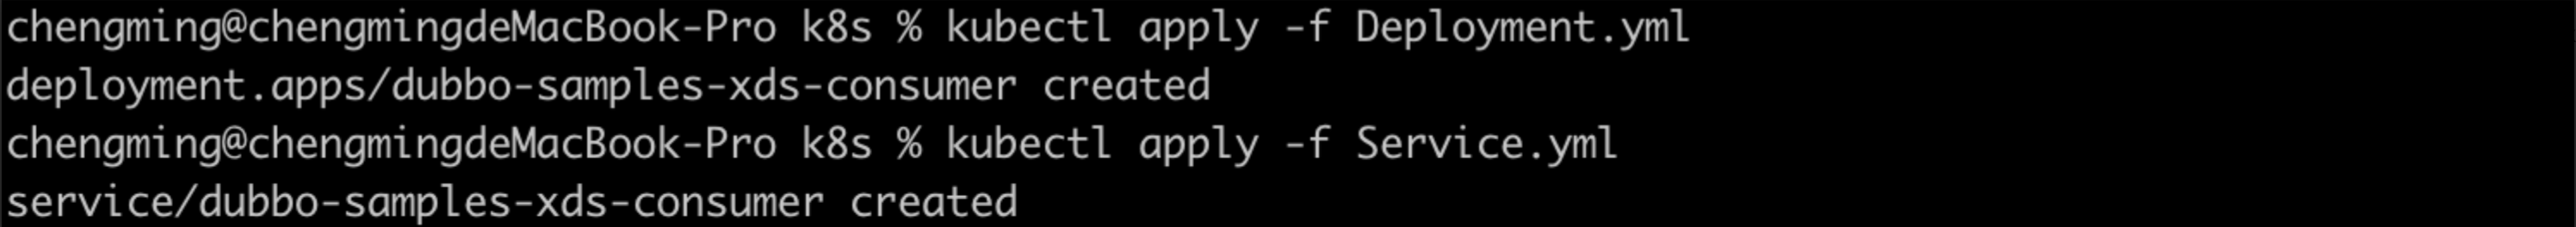 chengming@chengmingdeMacBook-Pro k8s % kubectl apply -f Deployment.yml
deployment.apps/dubbo-samples-xds-consumer created
chengming@chengmingdeMacBook-Pro k8s % kubectl apply -f Service.yml
service/dubbo-samples-xds-consumer created